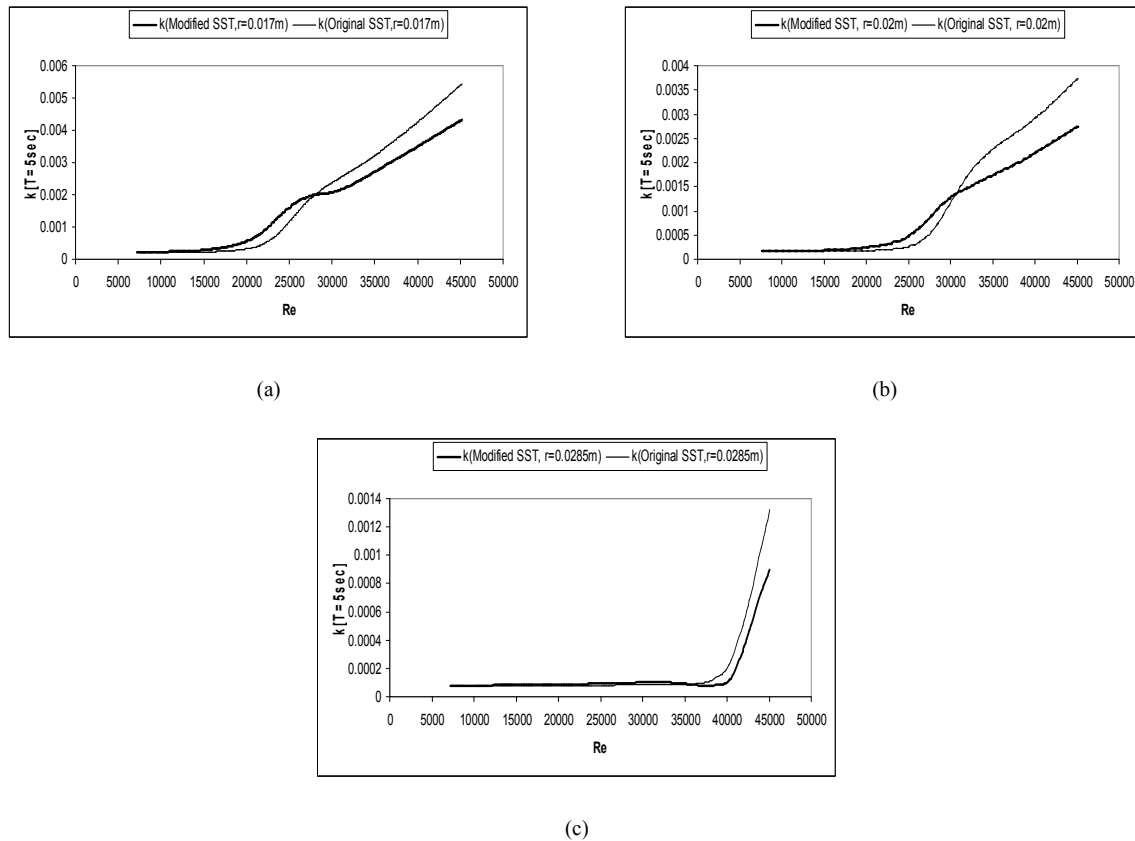 k(Modified SST,r=0.017m) k(Original SST,r=0.017m)
0.006
0.005
0.004
0.003
0.002
0.001
0
k [T = 5sec]
0 5000 10000 15000 20000 25000 30000 35000 40000 45000 50000
Re
(a)
k(Modified SST, r=0.02m) k(Original SST, r=0.02m)
0.004
0.0035
0.003
0.0025
0.002
0.0015
0.001
0.0005
0
k [T = 5sec]
0 5000 10000 15000 20000 25000 30000 35000 40000 45000 50000
Re
(b)
k(Modified SST, r=0.0285m) k(Original SST,r=0.0285m)
0.0014
0.0012
0.001
0.0008
0.0006
0.0004
0.0002
0
k [T = 5sec]
0 5000 10000 15000 20000 25000 30000 35000 40000 45000 50000
Re
(c)